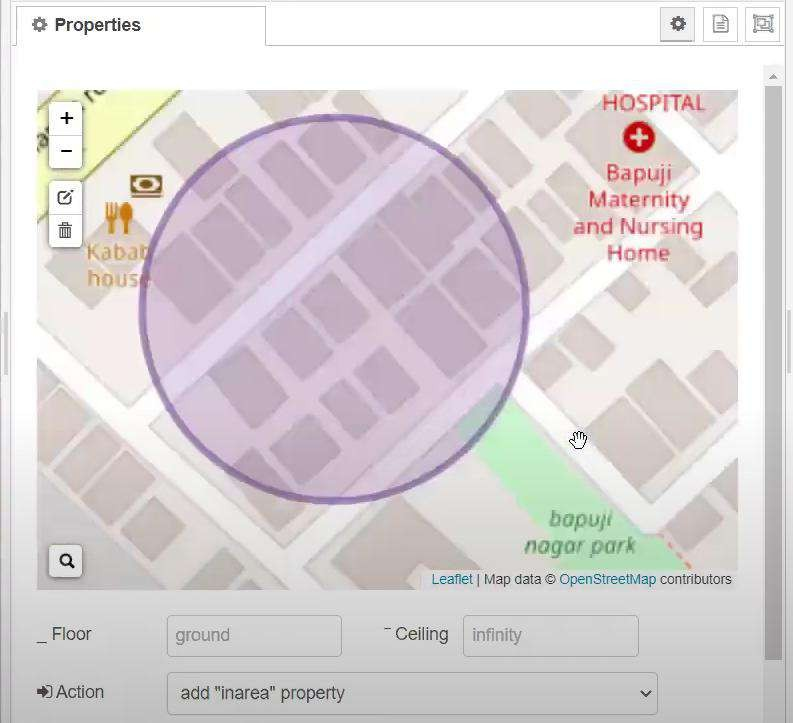 Properties
HOSPITAL
Bapuji
Maternity
and Nursing
Home
+
−
Kabab
house
bapuji
nagar park
Leaflet | Map data © OpenStreetMap contributors
_ Floor
ground
‾ Ceiling
infinity
Action
add "inarea" property